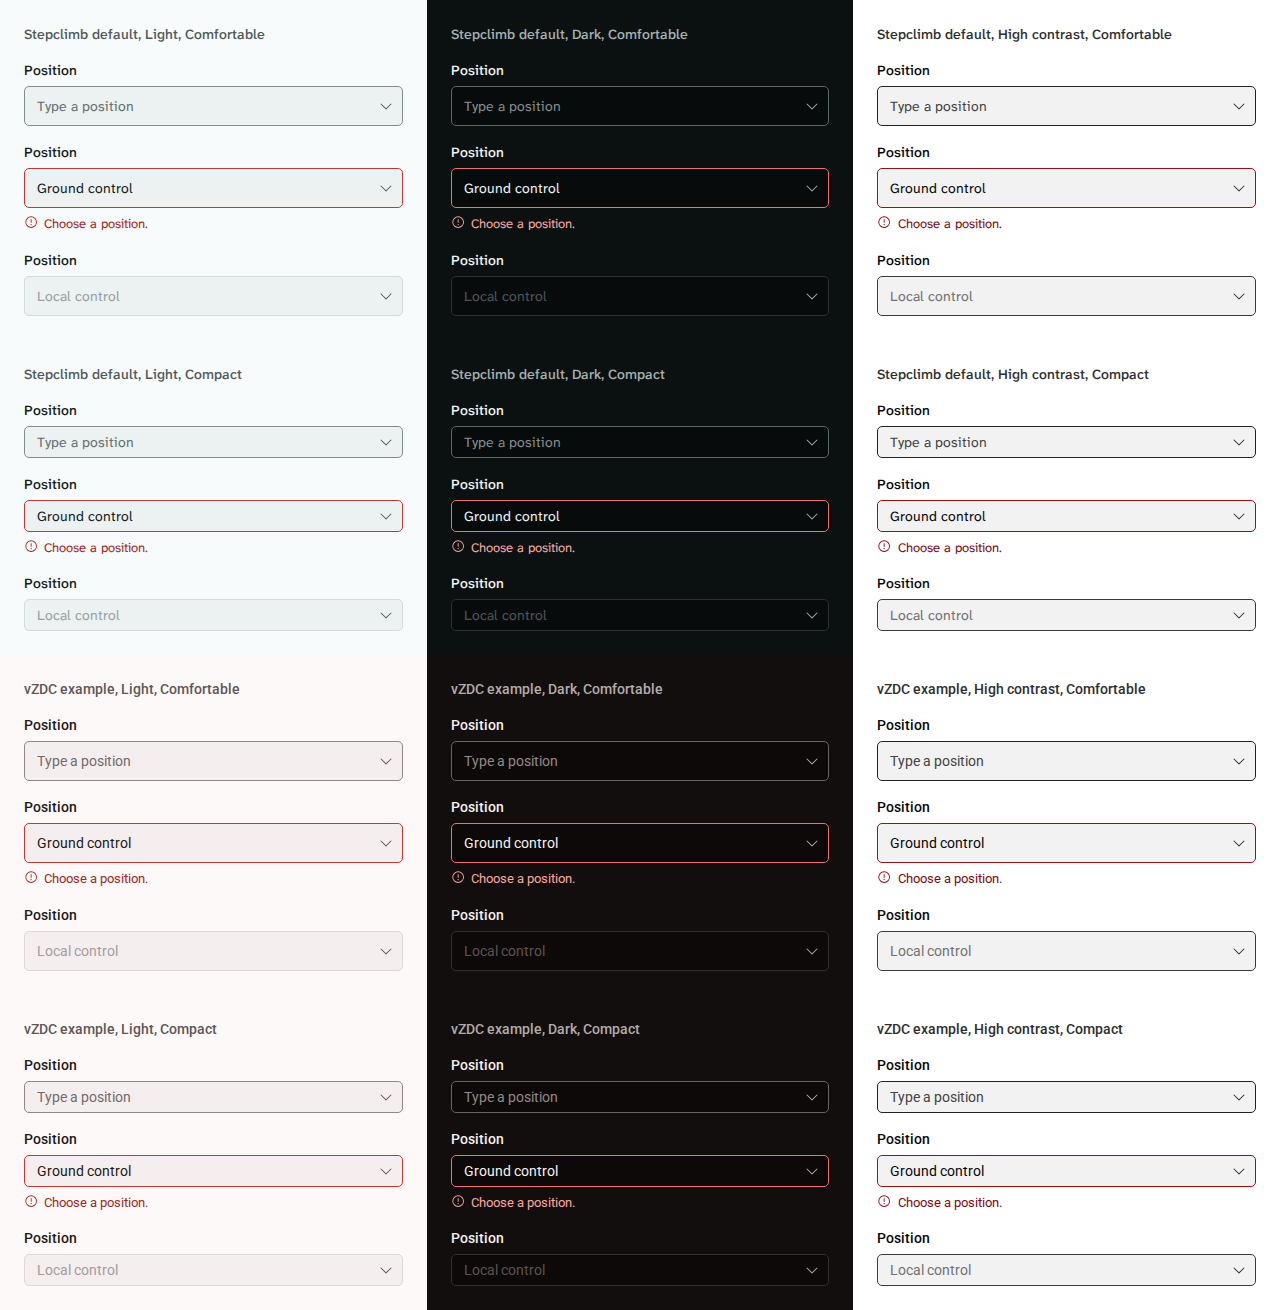 Stepclimb default, Light, Comfortable
Position
Type a position
Position
Ground control
Choose a position.
Position
Local control
Stepclimb default, Dark, Comfortable
Position
Type a position
Position
Ground control
Choose a position.
Position
Local control
Stepclimb default, High contrast, Comfortable
Position
Type a position
Position
Ground control
Choose a position.
Position
Local control
Stepclimb default, Light, Compact
Position
Type a position
Position
Ground control
Choose a position.
Position
Local control
Stepclimb default, Dark, Compact
Position
Type a position
Position
Ground control
Choose a position.
Position
Local control
Stepclimb default, High contrast, Compact
Position
Type a position
Position
Ground control
Choose a position.
Position
Local control
vZDC example, Light, Comfortable
Position
Type a position
Position
Ground control
Choose a position.
Position
Local control
vZDC example, Dark, Comfortable
Position
Type a position
Position
Ground control
Choose a position.
Position
Local control
vZDC example, High contrast, Comfortable
Position
Type a position
Position
Ground control
Choose a position.
Position
Local control
vZDC example, Light, Compact
Position
Type a position
Position
Ground control
Choose a position.
Position
Local control
vZDC example, Dark, Compact
Position
Type a position
Position
Ground control
Choose a position.
Position
Local control
vZDC example, High contrast, Compact
Position
Type a position
Position
Ground control
Choose a position.
Position
Local control